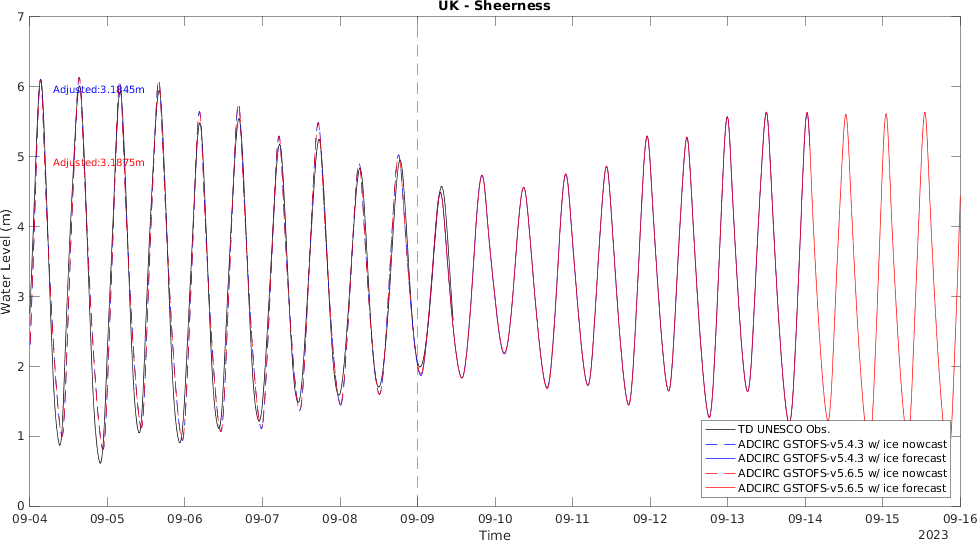 UK - Sheerness
7
6
5
4
3
2
1
0
Water Level (m)
Adjusted:3.1845m
Adjusted:3.1875m
TD UNESCO Obs.
ADCIRC GSTOFS-v5.4.3 w/ ice nowcast
ADCIRC GSTOFS-v5.4.3 w/ ice forecast
ADCIRC GSTOFS-v5.6.5 w/ ice nowcast
ADCIRC GSTOFS-v5.6.5 w/ ice forecast
09-04 09-05 09-06 09-07 09-08 09-09 09-10 09-11 09-12 09-13 09-14 09-15 09-16
Time
2023